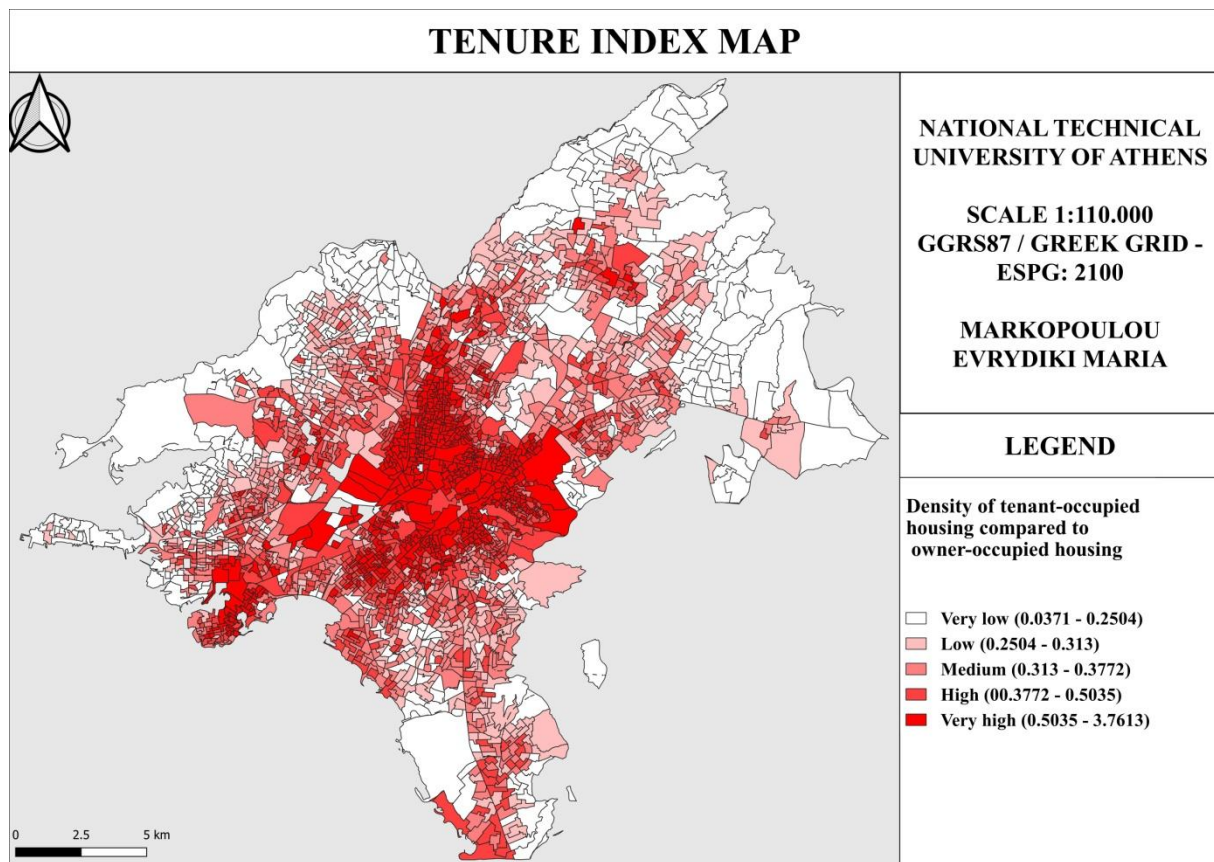 TENURE INDEX MAP
NATIONAL TECHNICAL
UNIVERSITY OF ATHENS
SCALE 1:110.000
GGRS87 / GREEK GRID -
ESPG: 2100
MARKOPOULOU
EVRYDIKI MARIA
LEGEND
Density of tenant-occupied
housing compared to
owner-occupied housing
Very low (0.0371 - 0.2504)
Low (0.2504 - 0.313)
Medium (0.313 - 0.3772)
High (00.3772 - 0.5035)
Very high (0.5035 - 3.7613)
0 2.5 5 km